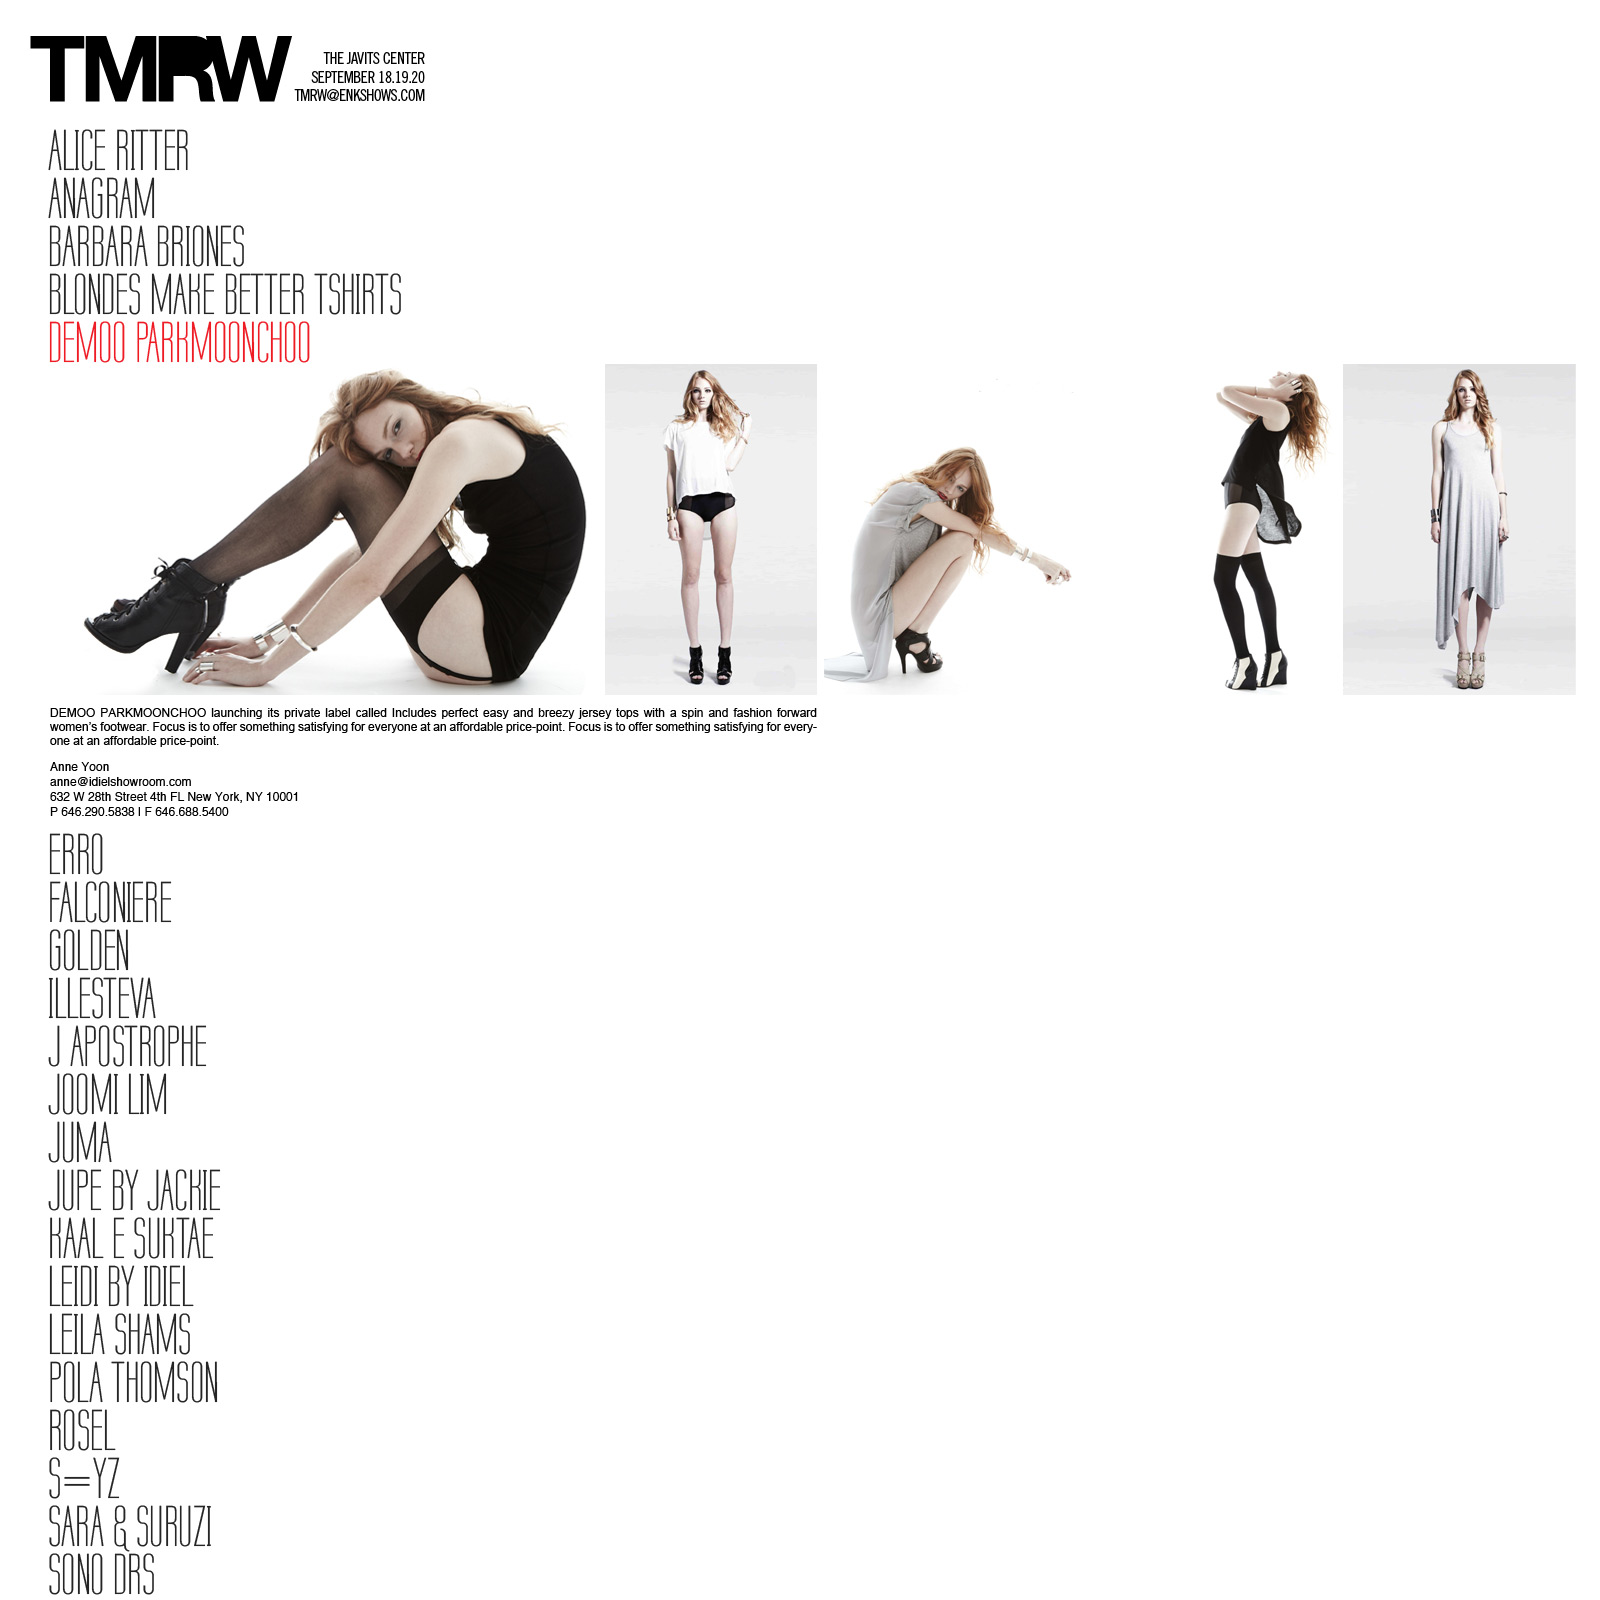 TMRW
THE JAVITS CENTER
SEPTEMBER 18.19.20
TMRW@ENKSHOWS.COM
ALICE RITTER
ANAGRAM
BARBARA BRIONES
BLONDES MAKE BETTER TSHIRTS
DEMOO PARKMOONCHOO
DEMOO PARKMOONCHOO launching its private label called Includes perfect easy and breezy jersey tops with a spin and fashion forward
women's footwear. Focus is to offer something satisfying for everyone at an affordable price-point. Focus is to offer something satisfying for every-
one at an affordable price-point.
Anne Yoon
anne@idielshowroom.com
632 W 28th Street 4th FL New York, NY 10001
P 646.290.5838 I F 646.688.5400
ERRO
FALCONIERE
GOLDEN
ILLESTEVA
J APOSTROPHE
JOOMI LIM
JUMA
JUPE BY JACKIE
KAAL E SUKTAE
LEIDI BY IDIEL
LEILA SHAMS
POLA THOMSON
ROSEL
S=YZ
SARA & SURUZI
SONO DRS